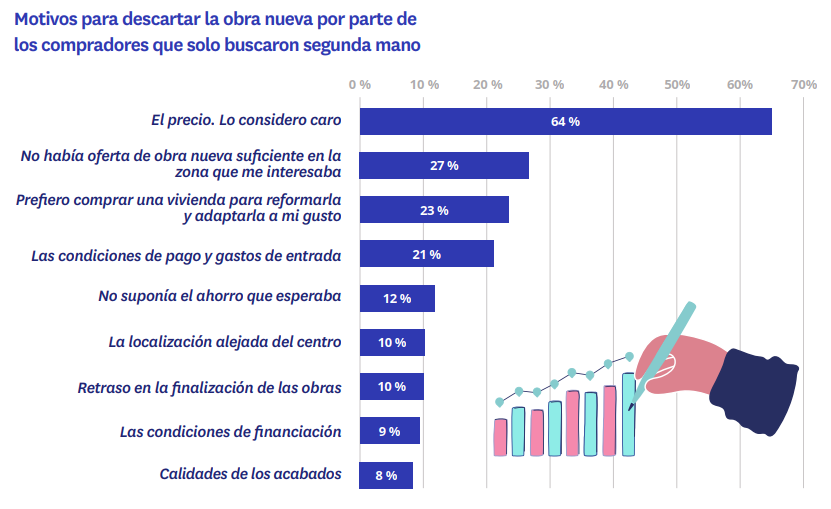 Motivos para descartar la obra nueva por parte de
los compradores que solo buscaron segunda mano
0 % 10 % 20 % 30 % 40 % 50% 60% 70%
El precio. Lo considero caro 64 %
No había oferta de obra nueva suficiente en la
zona que me interesaba 27 %
Prefiero comprar una vivienda para reformarla
y adaptarla a mi gusto 23 %
Las condiciones de pago y gastos de entrada 21 %
No suponía el ahorro que esperaba 12 %
La localización alejada del centro 10 %
Retraso en la finalización de las obras 10 %
Las condiciones de financiación 9 %
Calidades de los acabados 8 %